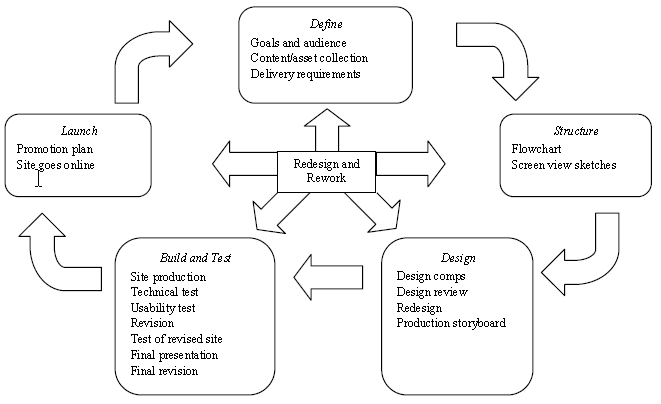 Define
Goals and audience
Content/asset collection
Delivery requirements
Launch
Promotion plan
Site goes online
Structure
Flowchart
Screen view sketches
Redesign and
Rework
Build and Test
Site production
Technical test
Usability test
Revision
Test of revised site
Final presentation
Final revision
Design
Design comps
Design review
Redesign
Production storyboard